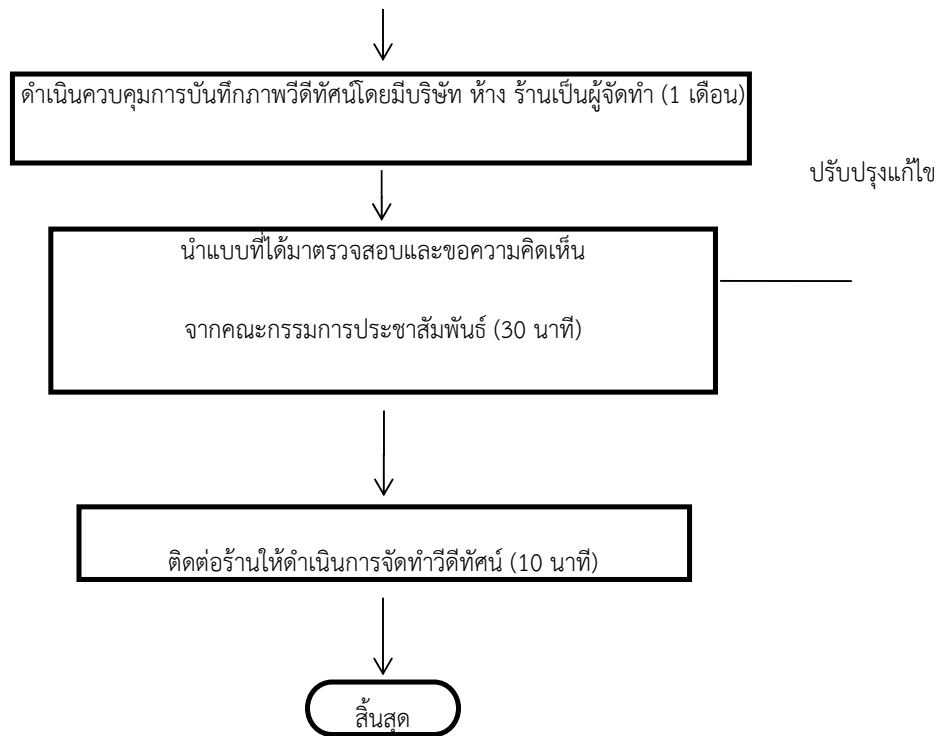 ดำเนินควบคุมการบันทึกภาพวีดีทัศน์โดยมีบริษัท ห้าง ร้านเป็นผู้จัดทำ (1 เดือน)
ปรับปรุงแก้ไข
นำแบบที่ได้มาตรวจสอบและขอความคิดเห็น
จากคณะกรรมการประชาสัมพันธ์ (30 นาที)
ติดต่อร้านให้ดำเนินการจัดทำวีดีทัศน์ (10 นาที)
สิ้นสุด